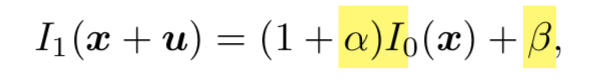 I₁(x + u) = (1 + α)I₀(x) + β,